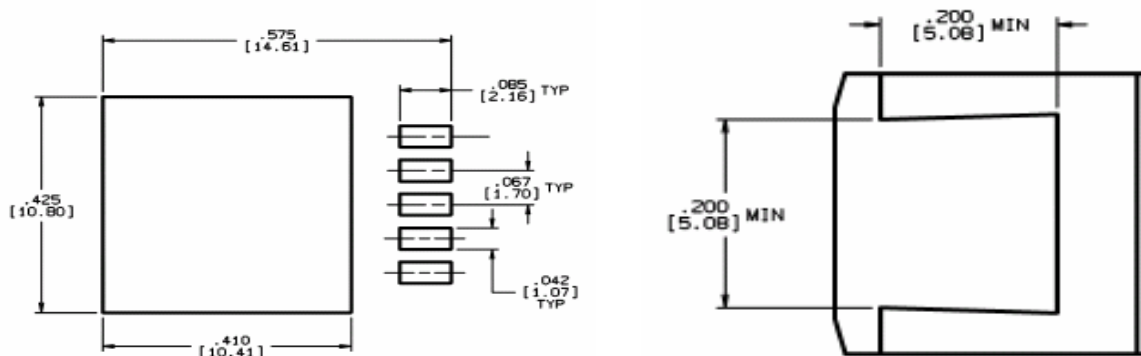 .575
[14.61]
.085 TYP
[2.16]
.067 TYP
1.70]
.425
[10.80]
.042
[1.07]
TYP
.410
[10.41]
.200 MIN
[5.08]
.200 MIN
[5.08]